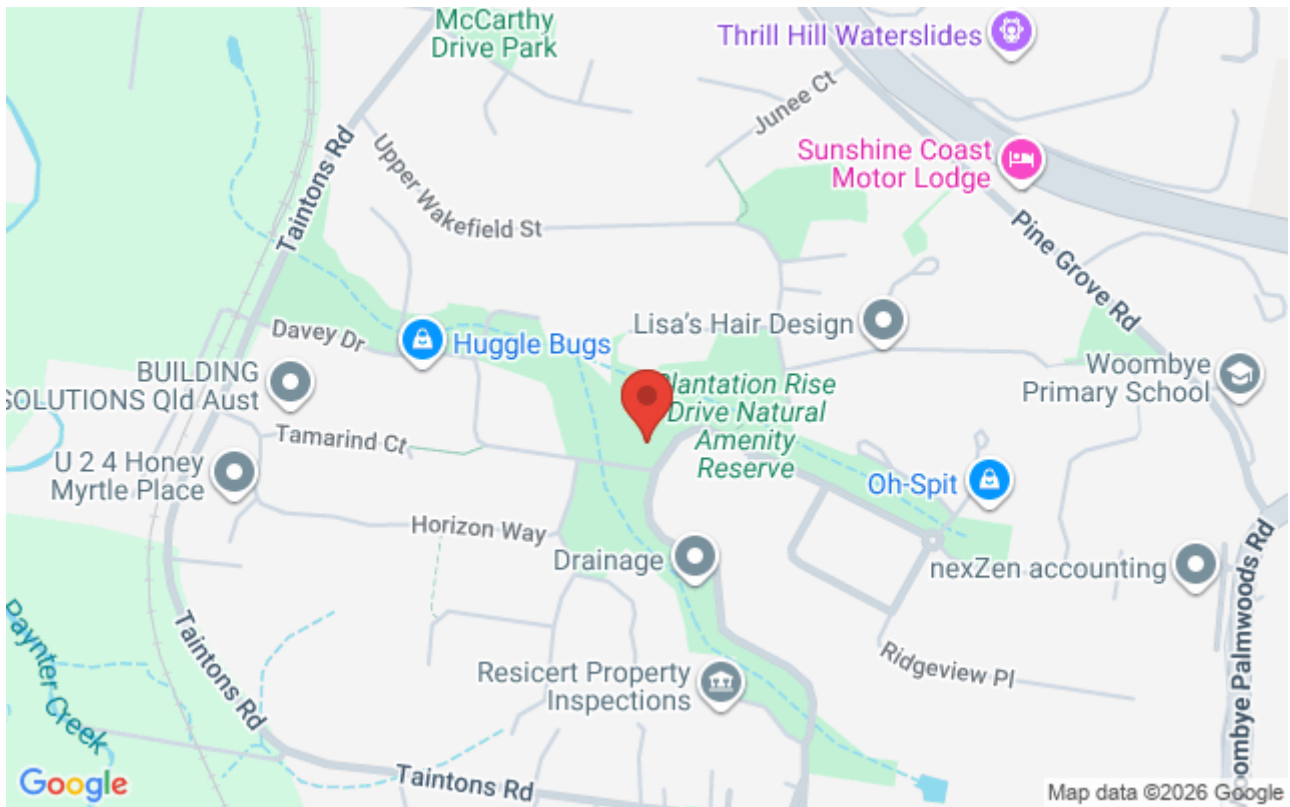 McCarthy
Drive Park
Thrill Hill Waterslides
Junee Ct
Sunshine Coast
Motor Lodge
Taintons Rd
Upper Wakefield St
Pine Grove Rd
Davey Dr
Huggle Bugs
Lisa's Hair Design
BUILDING
SOLUTIONS Qld Aust
Woombye
Primary School
Plantation Rise
Drive Natural
Amenity
Reserve
Tamarind Ct
U 2 4 Honey
Myrtle Place
Oh-Spit
Horizon Way
Drainage
nexZen accounting
Paynter Creek
Taintons Rd
Resicert Property
Inspections
Ridgeview Pl
oombye Palmwoods Rd
Taintons Rd
Google
Map data ©2026 Google